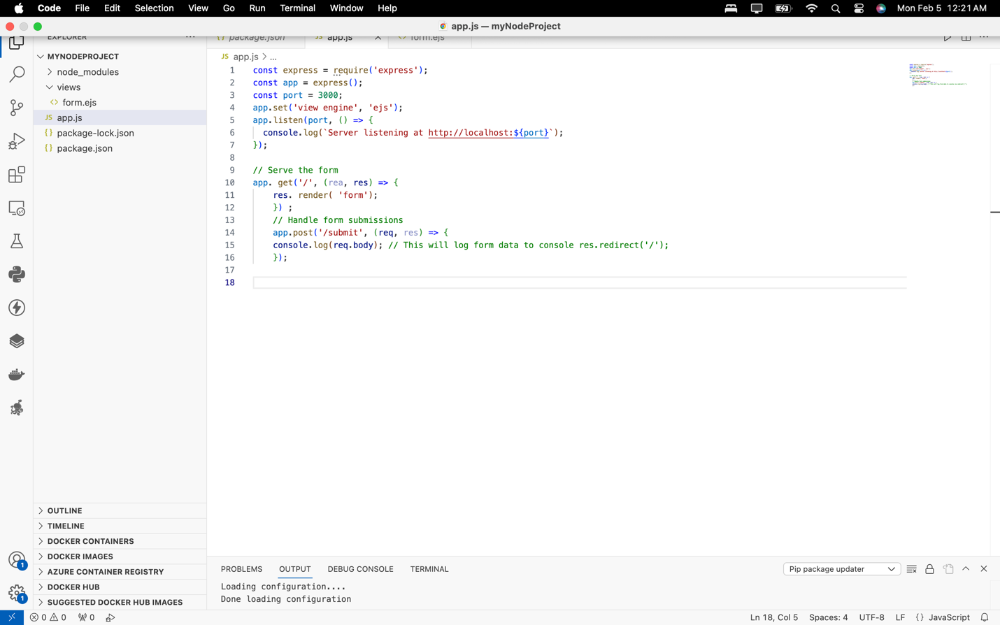 Code File Edit Selection View Go Run Terminal Window Help Mon Feb 5 12:21 AM
app.js — myNodeProject
EXPLORER
package.json
JS app.js
<> form.ejs
MYNODEPROJECT
node_modules
views
<> form.ejs
JS app.js
{} package-lock.json
{} package.json
JS app.js > ...
1 const express = require('express');
2 const app = express();
3 const port = 3000;
4 app.set('view engine', 'ejs');
5 app.listen(port, () => {
6 console.log(`Server listening at http://localhost:${port}`);
7 });
8
9 // Serve the form
10 app. get('/', (rea, res) => {
11 res. render( 'form');
12 }) ;
13 // Handle form submissions
14 app.post('/submit', (req, res) => {
15 console.log(req.body); // This will log form data to console res.redirect('/');
16 });
17
18
OUTLINE
TIMELINE
DOCKER CONTAINERS
DOCKER IMAGES
AZURE CONTAINER REGISTRY
DOCKER HUB
SUGGESTED DOCKER HUB IMAGES
1
1
PROBLEMS OUTPUT DEBUG CONSOLE TERMINAL
Pip package updater
Loading configuration....
Done loading configuration
0 0 0
Ln 18, Col 5 Spaces: 4 UTF-8 LF {} JavaScript